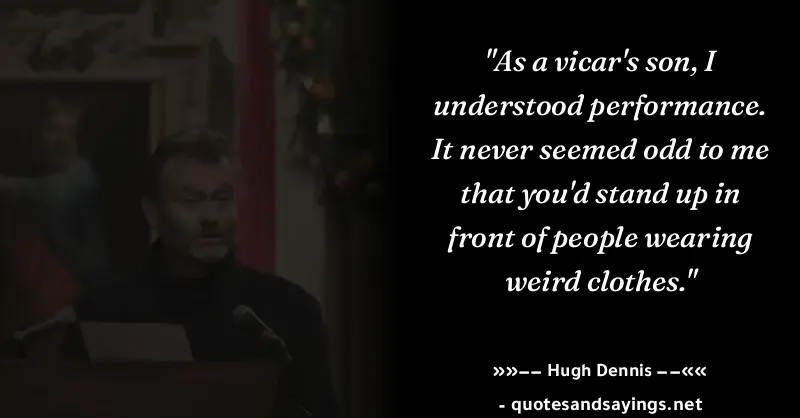 "As a vicar's son, I
understood performance.
It never seemed odd to me
that you'd stand up in
front of people wearing
weird clothes."
»»−− Hugh Dennis −−««
- quotesandsayings.net